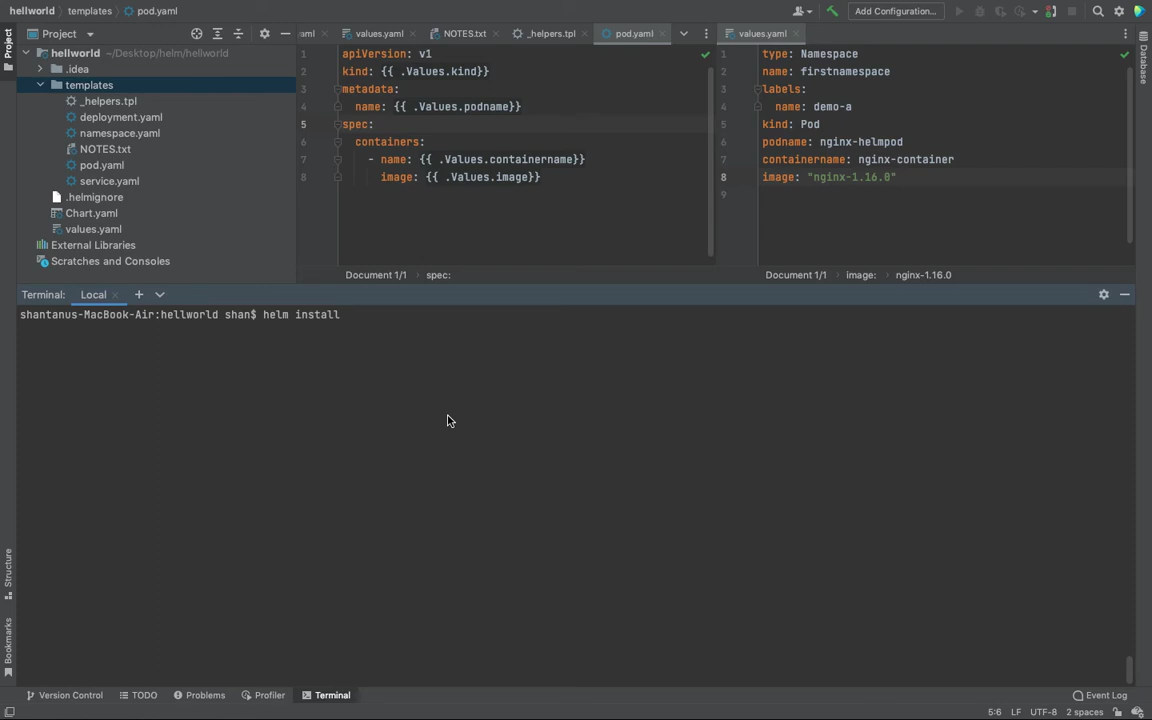 hellworld › templates › pod.yaml
Add Configuration...
Project
Project
hellworld ~/Desktop/helm/hellworld
.idea
templates
_helpers.tpl
deployment.yaml
namespace.yaml
NOTES.txt
pod.yaml
service.yaml
.helmignore
Chart.yaml
values.yaml
External Libraries
Scratches and Consoles
aml
values.yaml
NOTES.txt
_helpers.tpl
pod.yaml
1 apiVersion: v1
2 kind: {{ .Values.kind}}
3 metadata:
4 name: {{ .Values.podname}}
5 spec:
6 containers:
7 - name: {{ .Values.containername}}
8 image: {{ .Values.image}}
Document 1/1 › spec:
values.yaml
1 type: Namespace
2 name: firstnamespace
3 labels:
4 name: demo-a
5 kind: Pod
6 podname: nginx-helmpod
7 containername: nginx-container
8 image: "nginx-1.16.0"
9
Document 1/1 › image: › nginx-1.16.0
Database
Terminal: Local
shantanus-MacBook-Air:hellworld shan$ helm install
Structure
Bookmarks
Version Control
TODO
Problems
Profiler
Terminal
Event Log
5:6 LF UTF-8 2 spaces